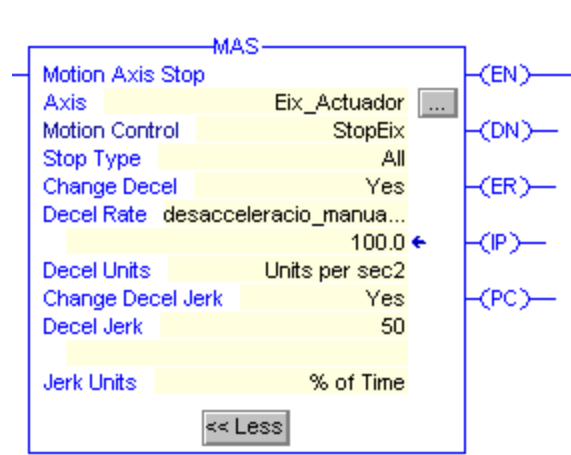 MAS
Motion Axis Stop (EN)
Axis Eix_Actuador ...
Motion Control StopEix (DN)
Stop Type All
Change Decel Yes (ER)
Decel Rate desacceleracio_manua...
100.0 (IP)
Decel Units Units per sec2
Change Decel Jerk Yes (PC)
Decel Jerk 50
Jerk Units % of Time
<< Less